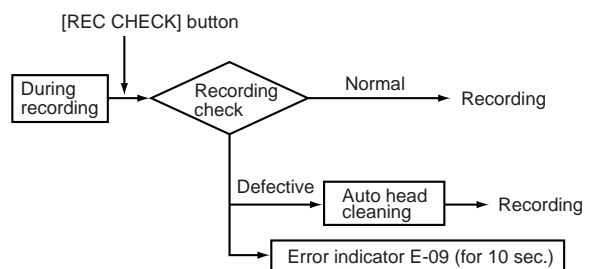 [REC CHECK] button
During
recording
Recording
check
Normal
Recording
Defective
Auto head
cleaning
Recording
Error indicator E-09 (for 10 sec.)